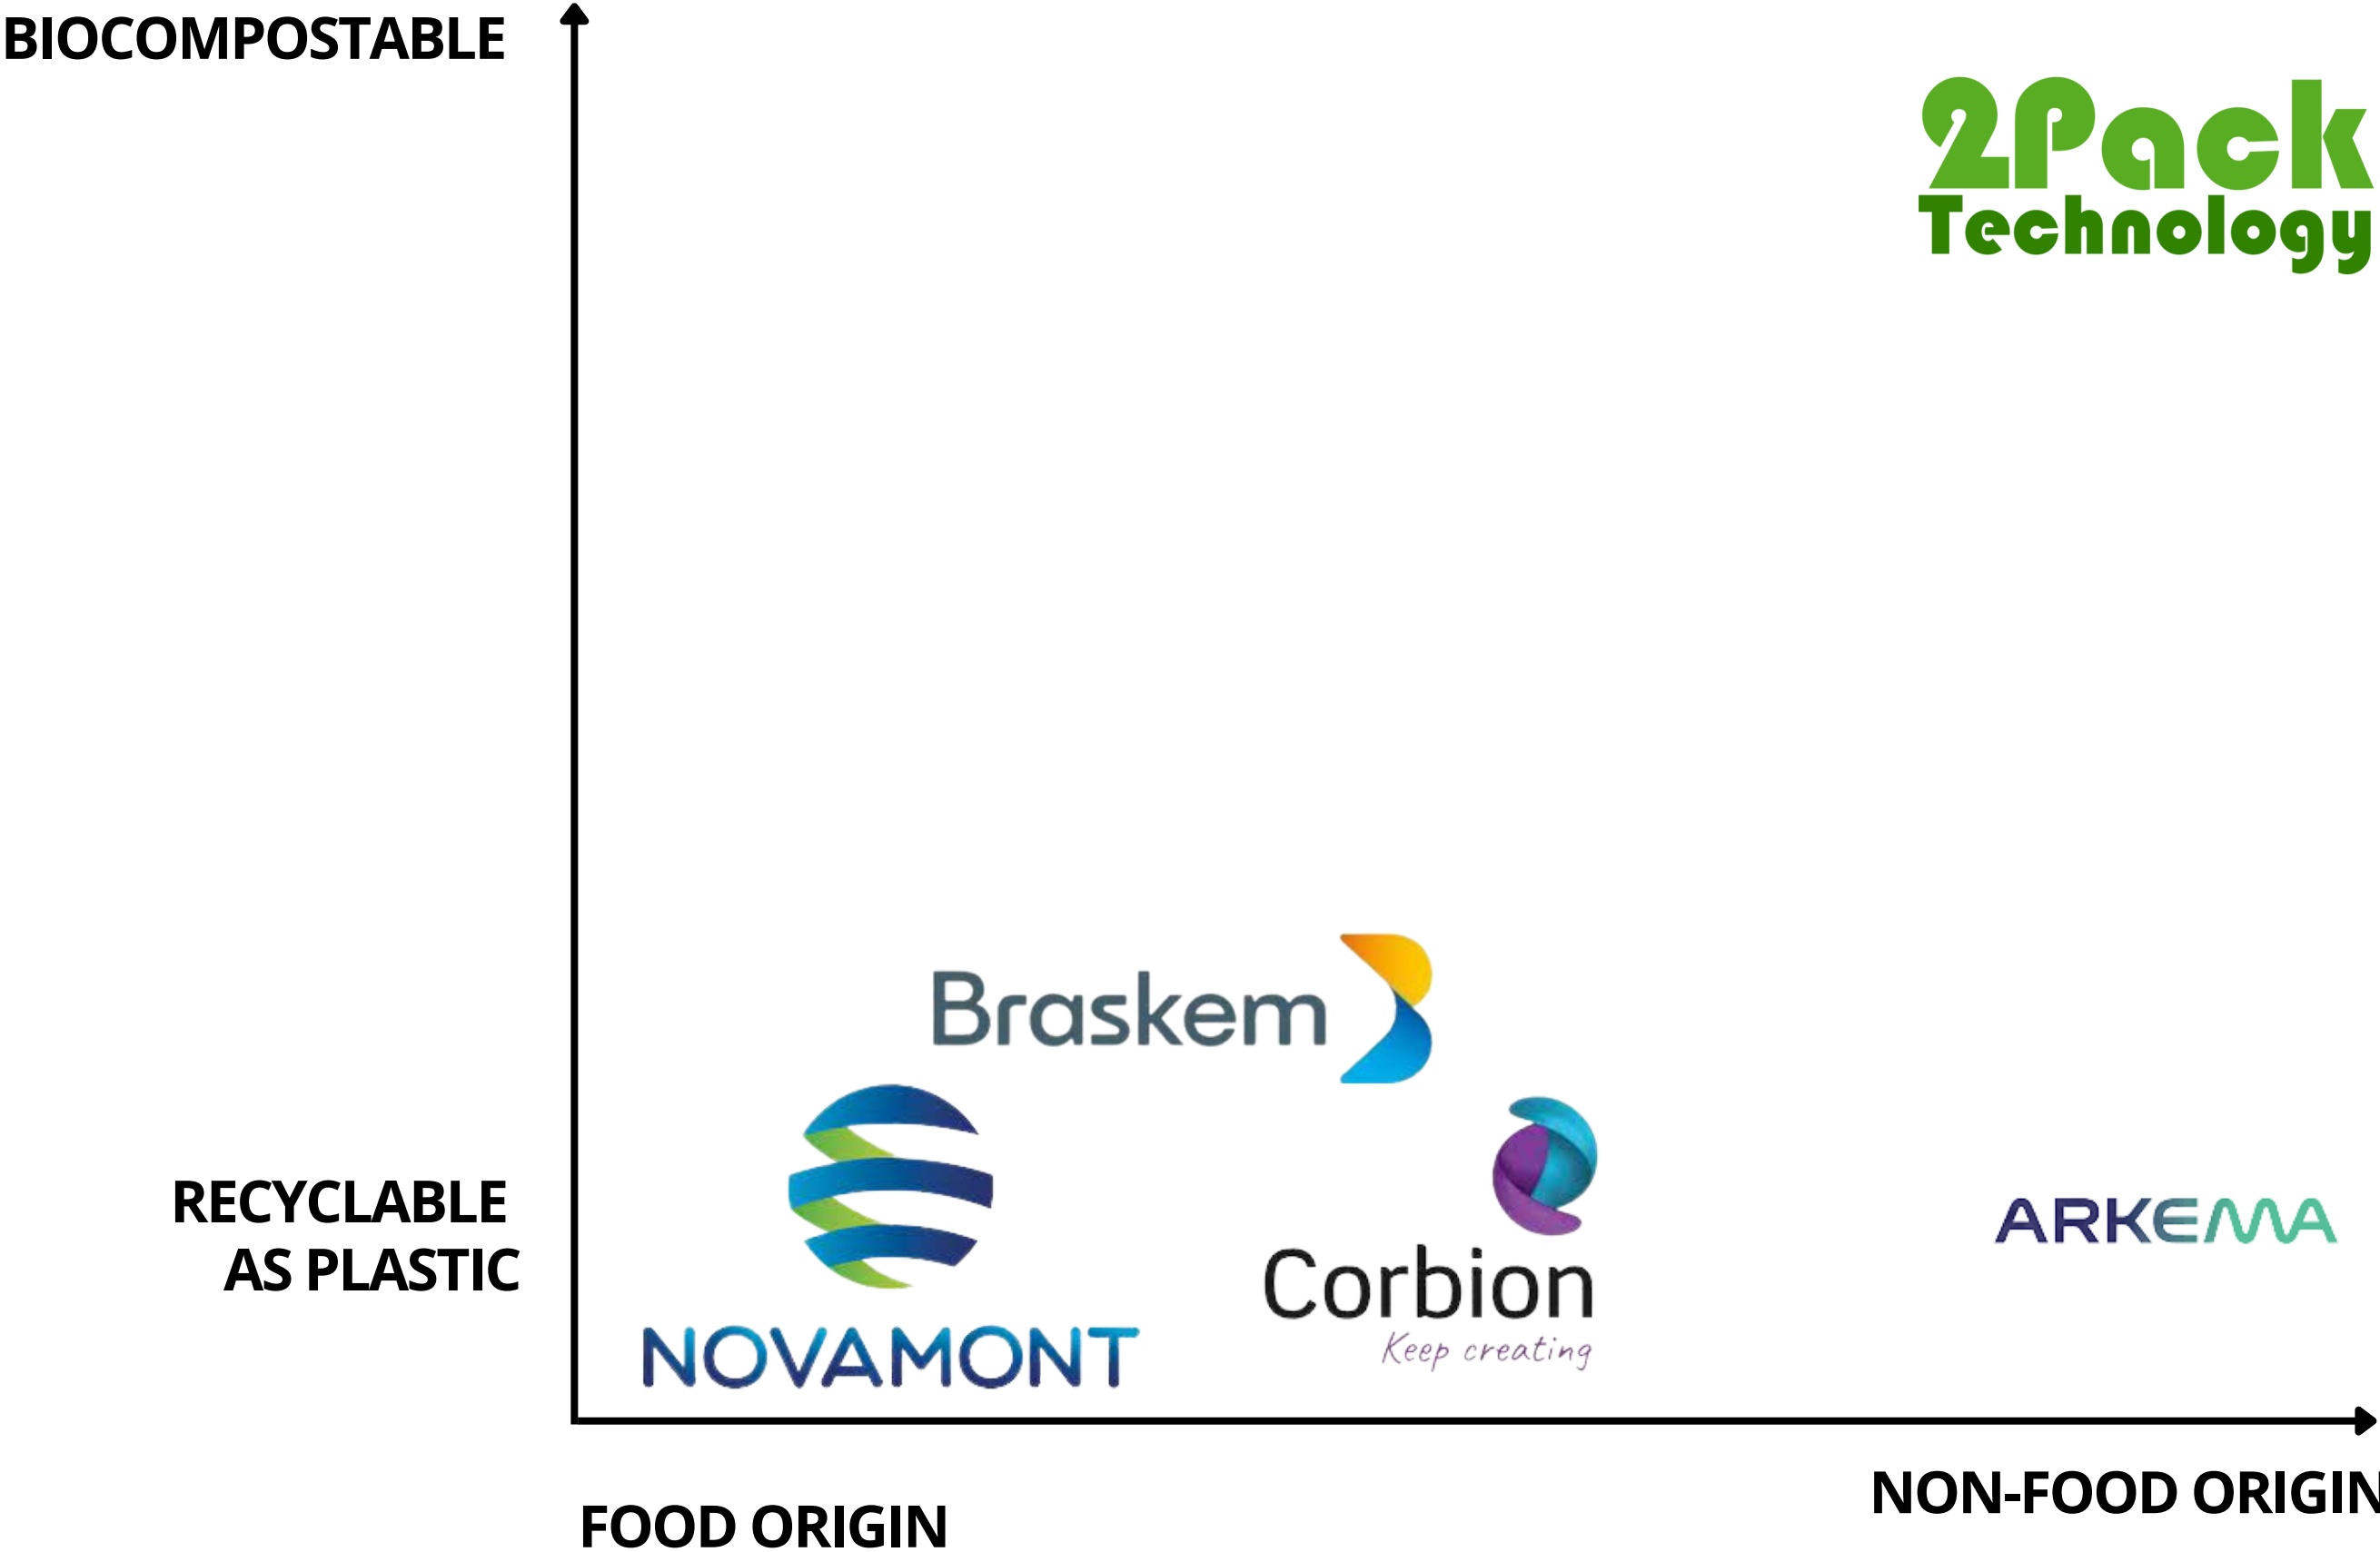 BIOCOMPOSTABLE
2Pack
Technology
Braskem
NOVAMONT
Corbion
Keep creating
ARKEMA
RECYCLABLE
AS PLASTIC
FOOD ORIGIN
NON-FOOD ORIGIN